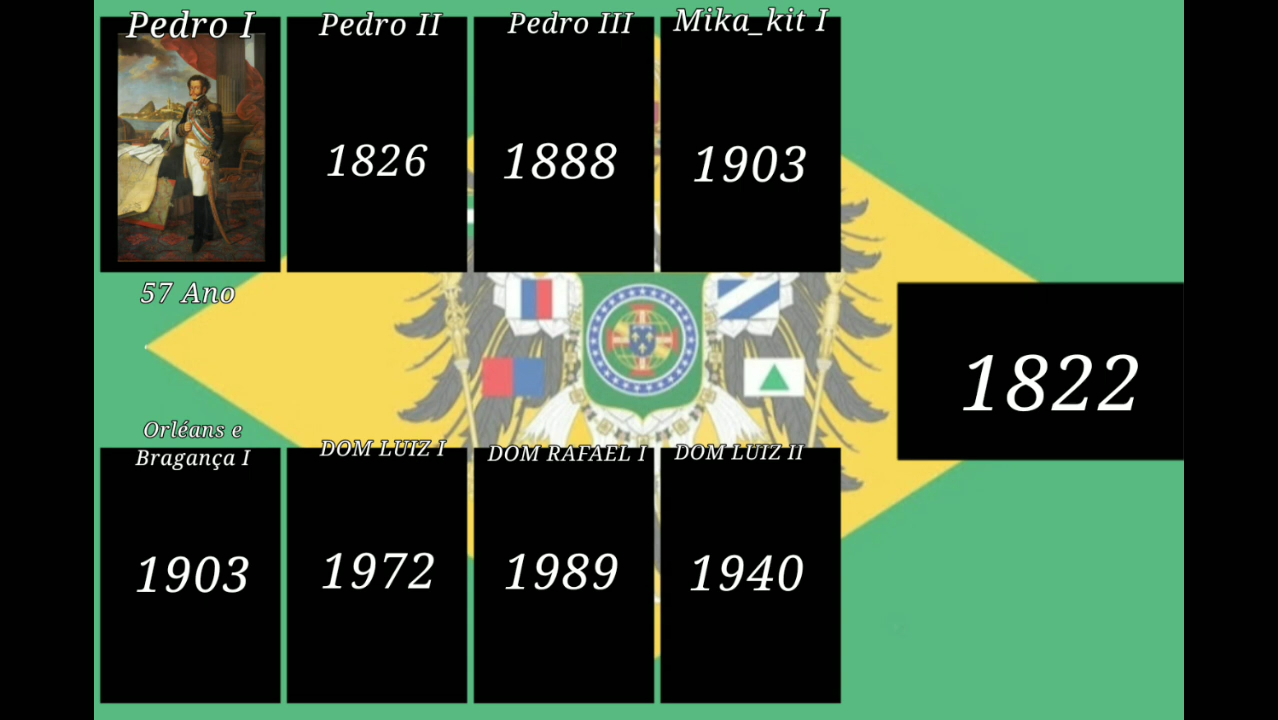 Pedro I
Pedro II
Pedro III
Mika_kit I
1826
1888
1903
57 Ano
1822
Orléans e
Bragança I
DOM LUIZ I
DOM RAFAEL I
DOM LUIZ II
1903
1972
1989
1940